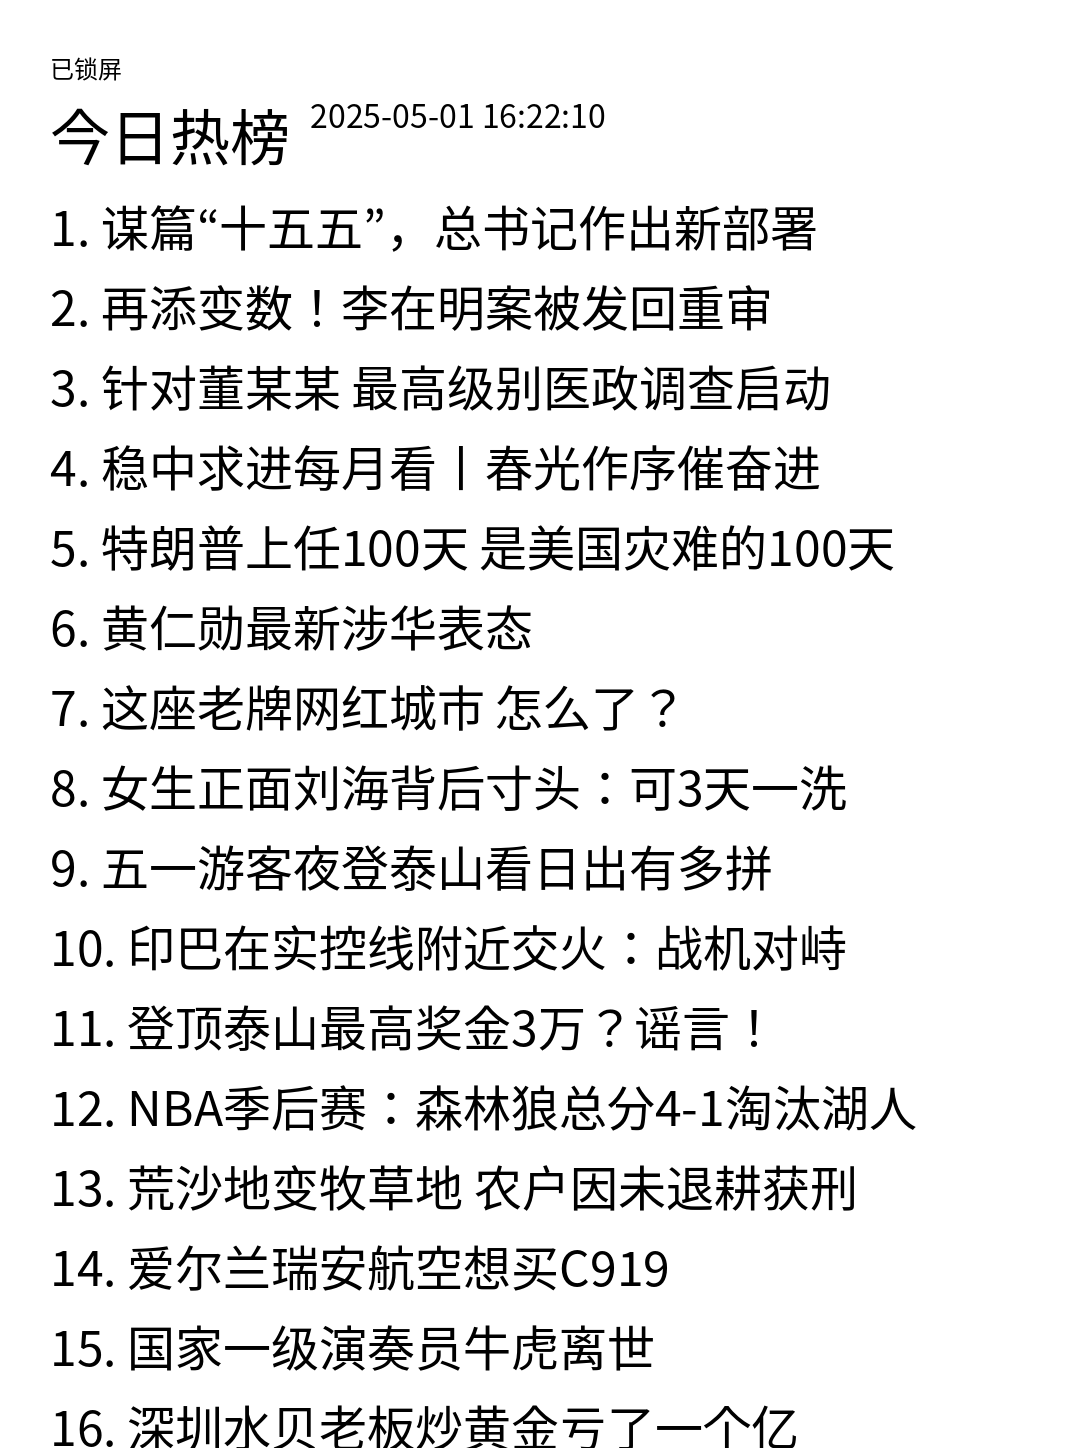 已锁屏
今日热榜 2025-05-01 16:22:10
1. 谋篇“十五五”，总书记作出新部署
2. 再添变数！李在明案被发回重审
3. 针对董某某 最高级别医政调查启动
4. 稳中求进每月看丨春光作序催奋进
5. 特朗普上任100天 是美国灾难的100天
6. 黄仁勋最新涉华表态
7. 这座老牌网红城市 怎么了？
8. 女生正面刘海背后寸头：可3天一洗
9. 五一游客夜登泰山看日出有多拼
10. 印巴在实控线附近交火：战机对峙
11. 登顶泰山最高奖金3万？谣言！
12. NBA季后赛：森林狼总分4-1淘汰湖人
13. 荒沙地变牧草地 农户因未退耕获刑
14. 爱尔兰瑞安航空想买C919
15. 国家一级演奏员牛虎离世
16. 深圳水贝老板炒黄金亏了一个亿